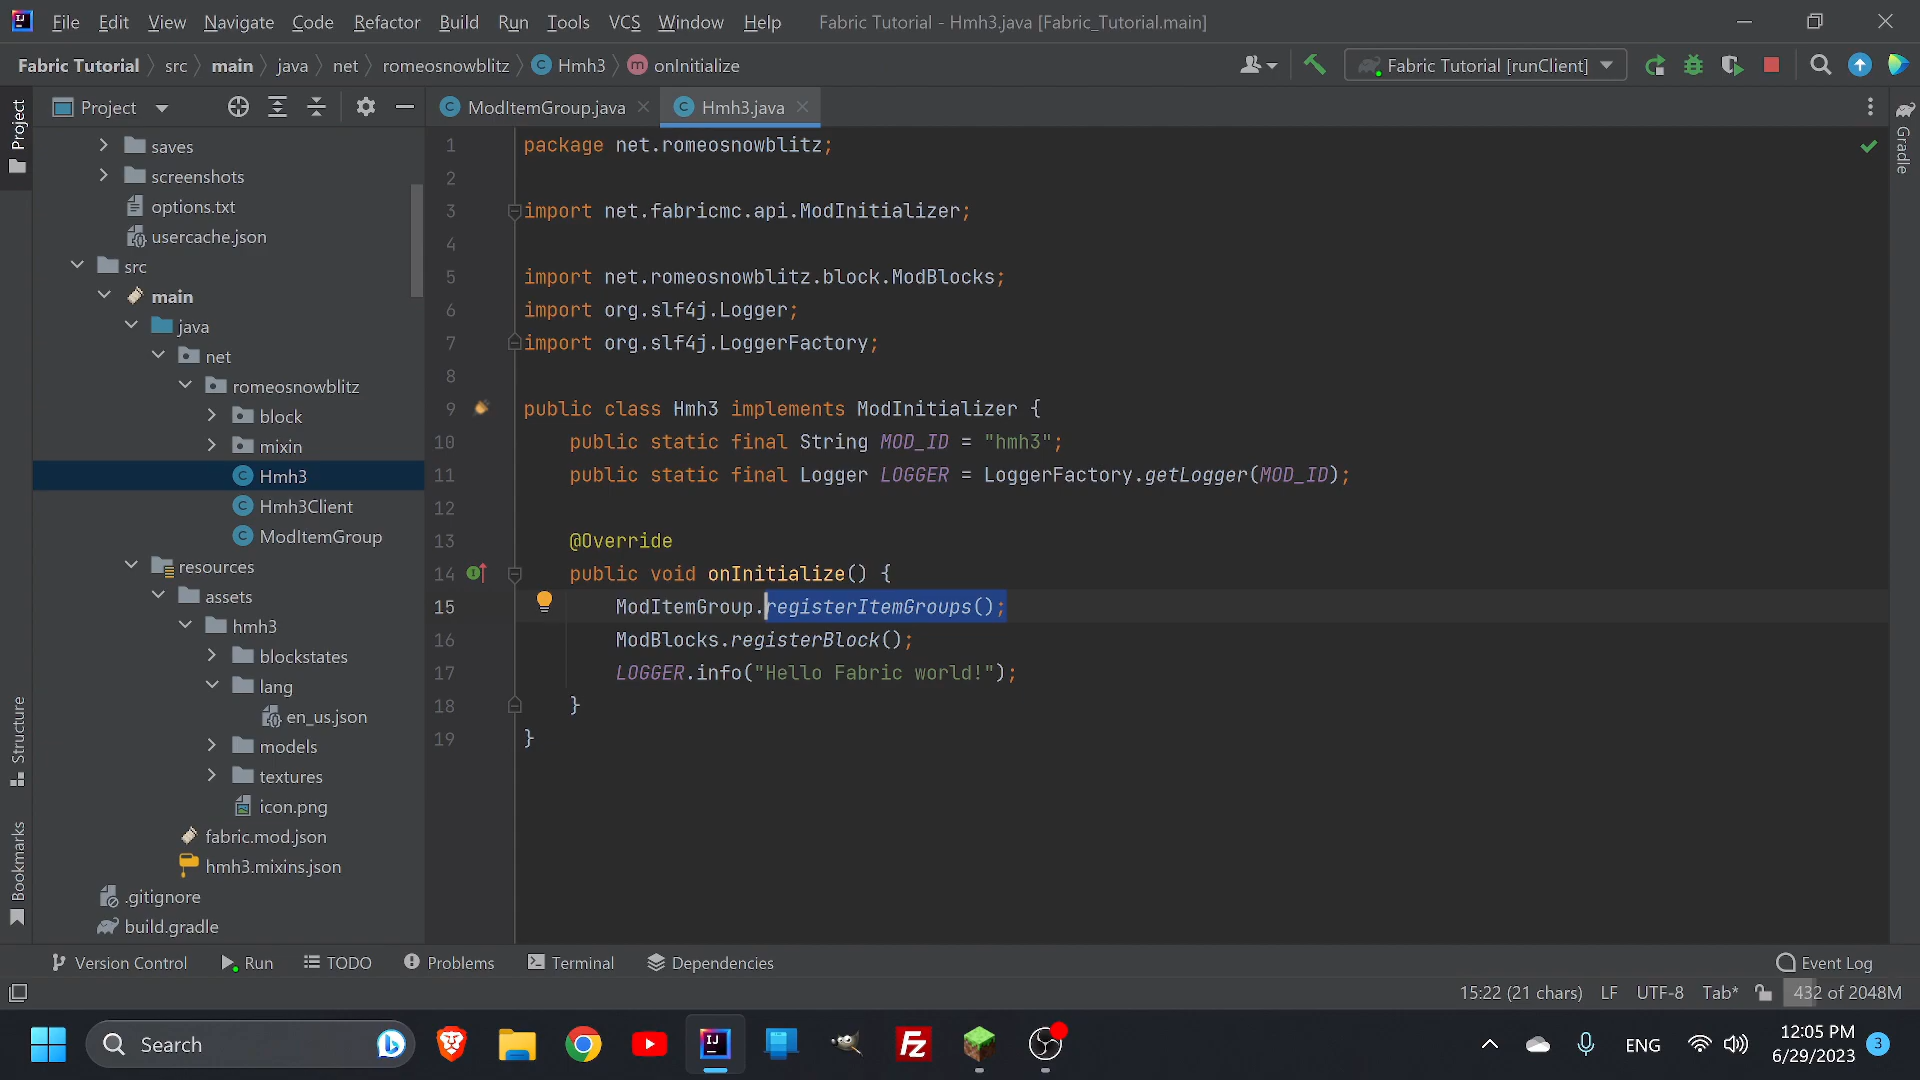 File Edit View Navigate Code Refactor Build Run Tools VCS Window Help Fabric Tutorial - Hmh3.java [Fabric_Tutorial.main]
Fabric Tutorial src main java net romeosnowblitz Hmh3 onInitialize Fabric Tutorial [runClient]
Project
Project ModItemGroup.java Hmh3.java
Gradle
saves
screenshots
options.txt
usercache.json
src
main
java
net
romeosnowblitz
block
mixin
Hmh3
Hmh3Client
ModItemGroup
resources
assets
hmh3
blockstates
lang
en_us.json
models
textures
icon.png
fabric.mod.json
hmh3.mixins.json
.gitignore
build.gradle
Structure
Bookmarks
1 package net.romeosnowblitz;
2
3 import net.fabricmc.api.ModInitializer;
4
5 import net.romeosnowblitz.block.ModBlocks;
6 import org.slf4j.Logger;
7 import org.slf4j.LoggerFactory;
8
9 public class Hmh3 implements ModInitializer {
10 public static final String MOD_ID = "hmh3";
11 public static final Logger LOGGER = LoggerFactory.getLogger(MOD_ID);
12
13 @Override
14 public void onInitialize() {
15 ModItemGroup.registerItemGroups();
16 ModBlocks.registerBlock();
17 LOGGER.info("Hello Fabric world!");
18 }
19 }
Version Control Run TODO Problems Terminal Dependencies Event Log
15:22 (21 chars) LF UTF-8 Tab* 432 of 2048M
Search ENG 12:05 PM
6/29/2023 3